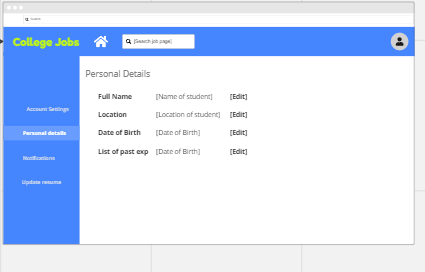 Search
College Jobs
[Search job page]
Personal Details
Account Settings
Full Name [Name of student] [Edit]
Location [Location of student] [Edit]
Personal details
Date of Birth [Date of Birth] [Edit]
List of past exp [Date of Birth] [Edit]
Notifications
Update resume